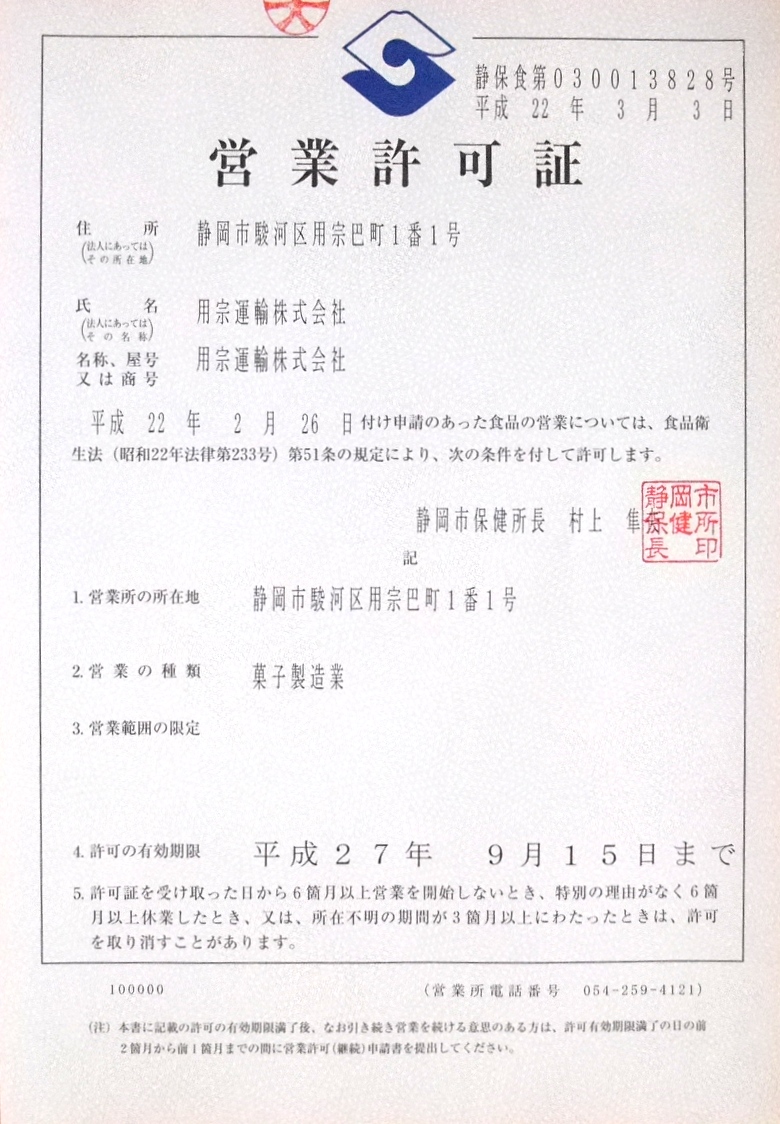 静保食第030013828号
平成 22 年 3 月 3 日
営業許可証
住所 静岡市駿河区用宗巴町1番1号
(法人にあってはその所在地)
氏名 用宗運輸株式会社
(法人にあってはその名称)
名称、屋号又は商号 用宗運輸株式会社
平成 22 年 2 月 26 日付け申請のあった食品の営業については、食品衛
生法(昭和22年法律第233号)第51条の規定により、次の条件を付して許可します。
静岡市保健所長 村上 隼
静岡市保健所長印
記
1. 営業所の所在地 静岡市駿河区用宗巴町1番1号
2. 営業の種類 菓子製造業
3. 営業範囲の限定
4. 許可の有効期限 平成27年 9月15日まで
5. 許可証を受け取った日から6箇月以上営業を開始しないとき、特別の理由がなく6箇
月以上休業したとき、又は、所在不明の期間が3箇月以上にわたったときは、許可
を取り消すことがあります。
100000 (営業所電話番号 054-259-4121)
(注) 本書に記載の許可の有効期限満了後、なお引き続き営業を続ける意思のある方は、許可有効期限満了の日の前
2箇月から前1箇月までの間に営業許可(継続)申請書を提出してください。